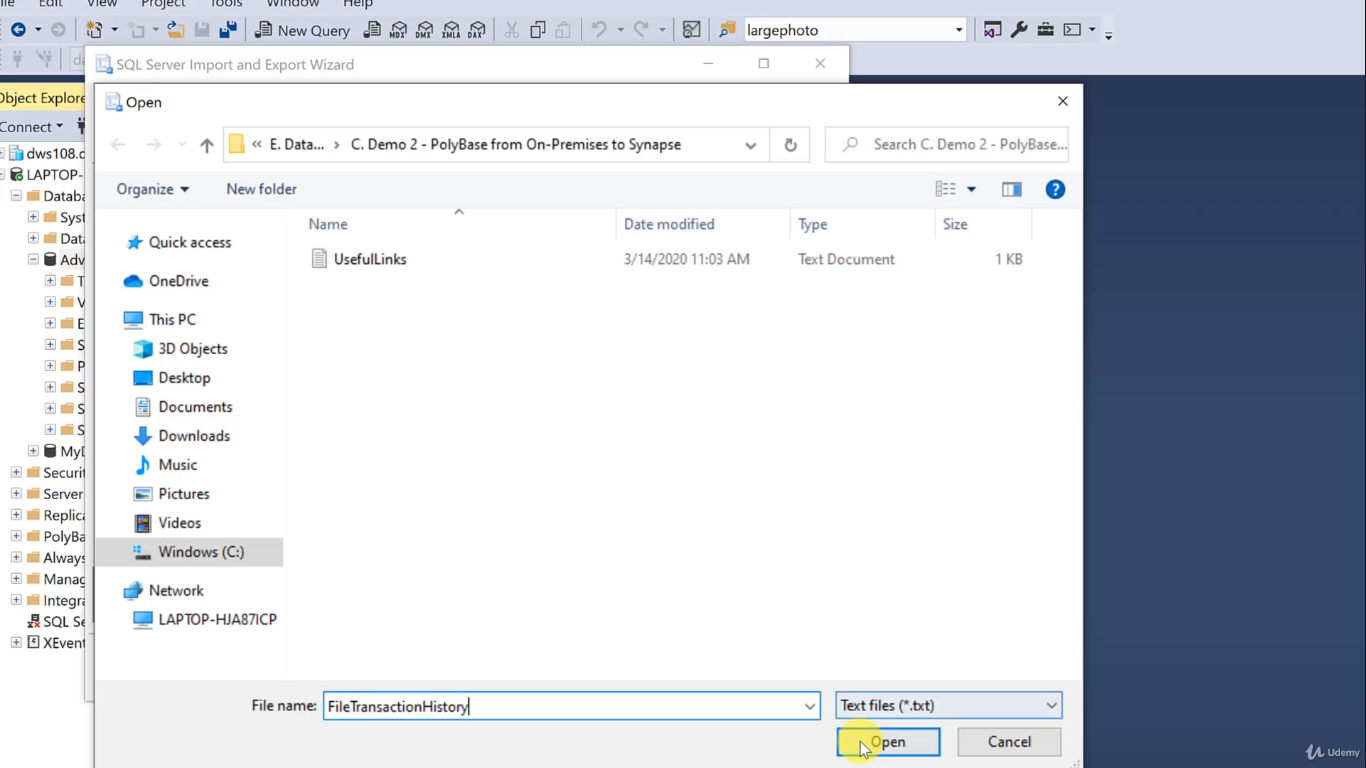 File Edit View Project Tools Window Help
New Query MDX DMX XMLA DAX largephoto
SQL Server Import and Export Wizard
Object Explore
Open
Connect
« E. Data... › C. Demo 2 - PolyBase from On-Premises to Synapse
Search C. Demo 2 - PolyBase...
dws108.c
LAPTOP-
Databa
Organize New folder
Syst
Data
Adv
T
V
E
S
P
S
S
S
MyD
Securit
Server
Replica
PolyBa
Always
Manag
Integra
SQL Se
XEvent
Name Date modified Type Size
Quick access
OneDrive
This PC
3D Objects
Desktop
Documents
Downloads
Music
Pictures
Videos
Windows (C:)
Network
LAPTOP-HJA87ICP
UsefulLinks 3/14/2020 11:03 AM Text Document 1 KB
File name: FileTransactionHistory Text files (*.txt)
Open Cancel
Udemy